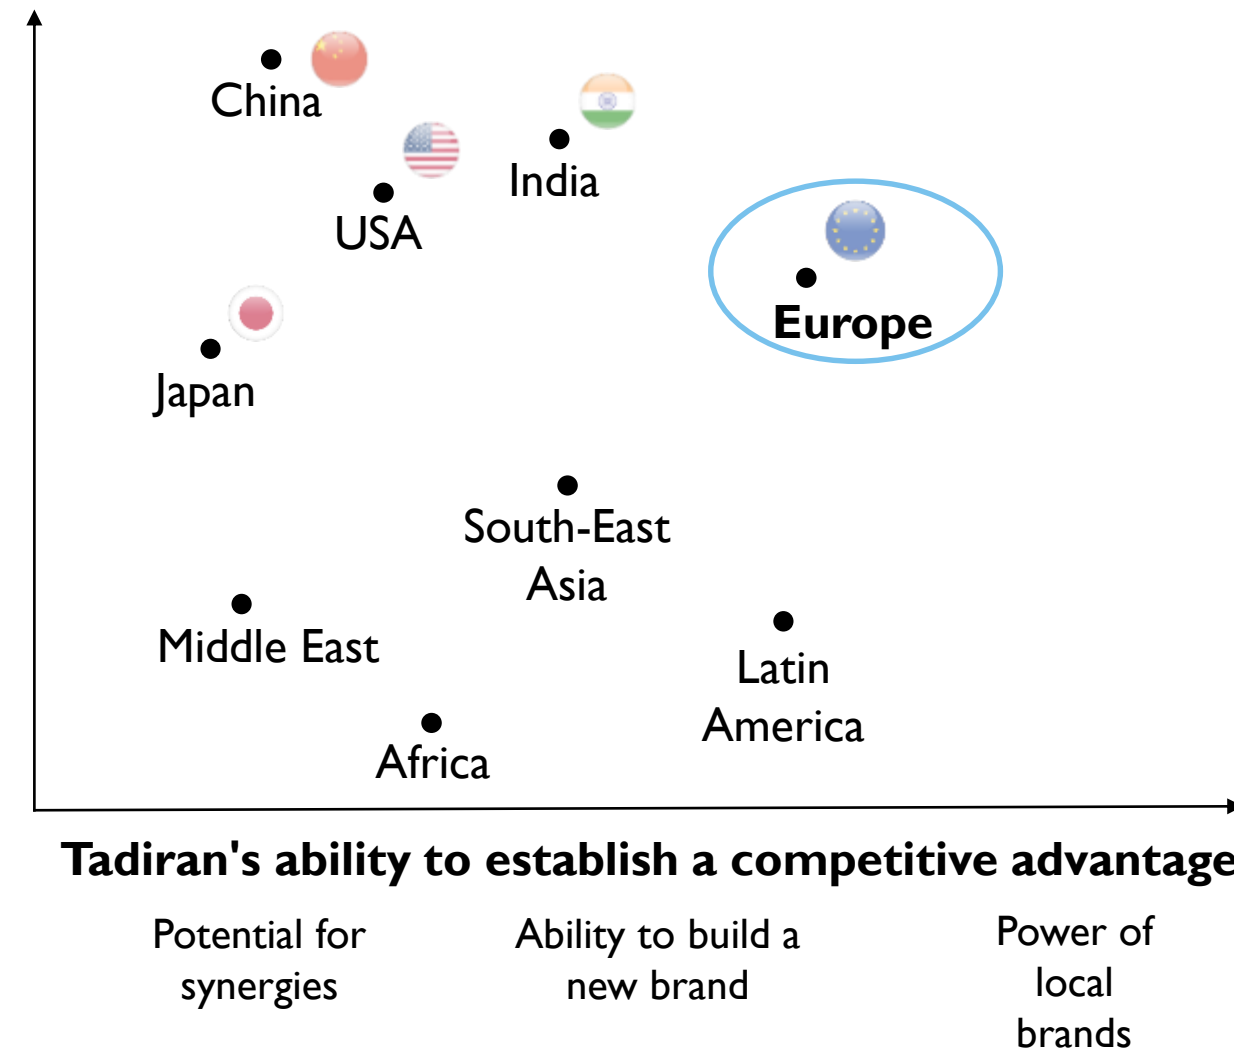 China
India
USA
Europe
Japan
South-East
Asia
Middle East
Latin
America
Africa
Tadiran's ability to establish a competitive advantage
Potential for
synergies
Ability to build a
new brand
Power of
local
brands